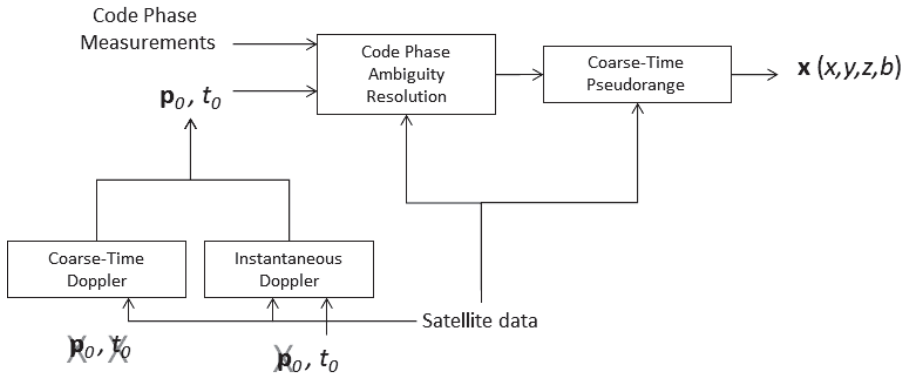 Code Phase
Measurements
Code Phase
Ambiguity
Resolution
Coarse-Time
Pseudorange
x (x,y,z,b)
p0, t0
Coarse-Time
Doppler
Instantaneous
Doppler
Satellite data
p0, t0
p0, t0